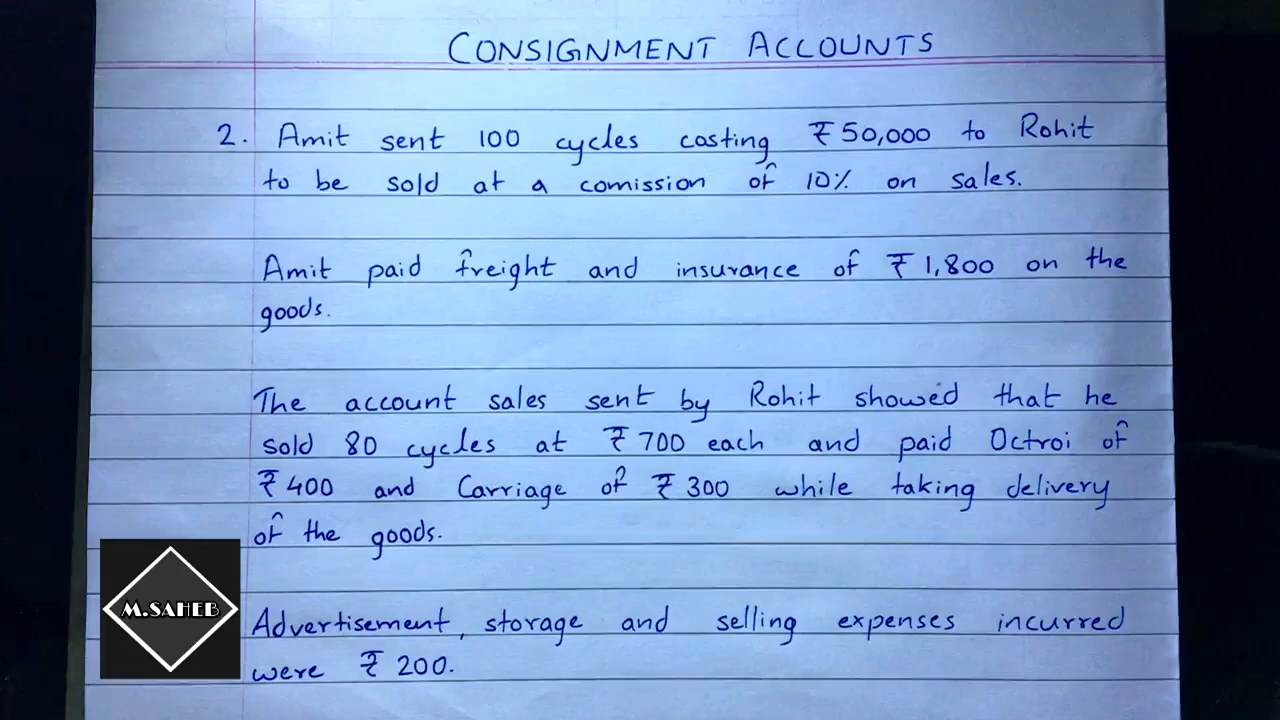 CONSIGNMENT ACCOUNTS
2. Amit sent 100 cycles costing ₹50,000 to Rohit
to be sold at a comission of 10% on sales.
Amit paid freight and insurance of ₹1,800 on the
goods.
The account sales sent by Rohit showed that he
sold 80 cycles at ₹700 each and paid Octroi of
₹400 and Carriage of ₹300 while taking delivery
of the goods.
Advertisement, storage and selling expenses incurred
were ₹200.
M.SAHEB